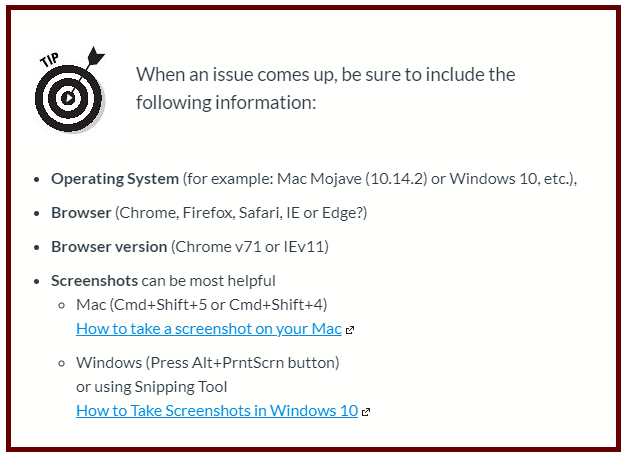 TIP
When an issue comes up, be sure to include the
following information:
• Operating System (for example: Mac Mojave (10.14.2) or Windows 10, etc.),
• Browser (Chrome, Firefox, Safari, IE or Edge?)
• Browser version (Chrome v71 or IEv11)
• Screenshots can be most helpful
◦ Mac (Cmd+Shift+5 or Cmd+Shift+4)
How to take a screenshot on your Mac
◦ Windows (Press Alt+PrntScrn button)
or using Snipping Tool
How to Take Screenshots in Windows 10